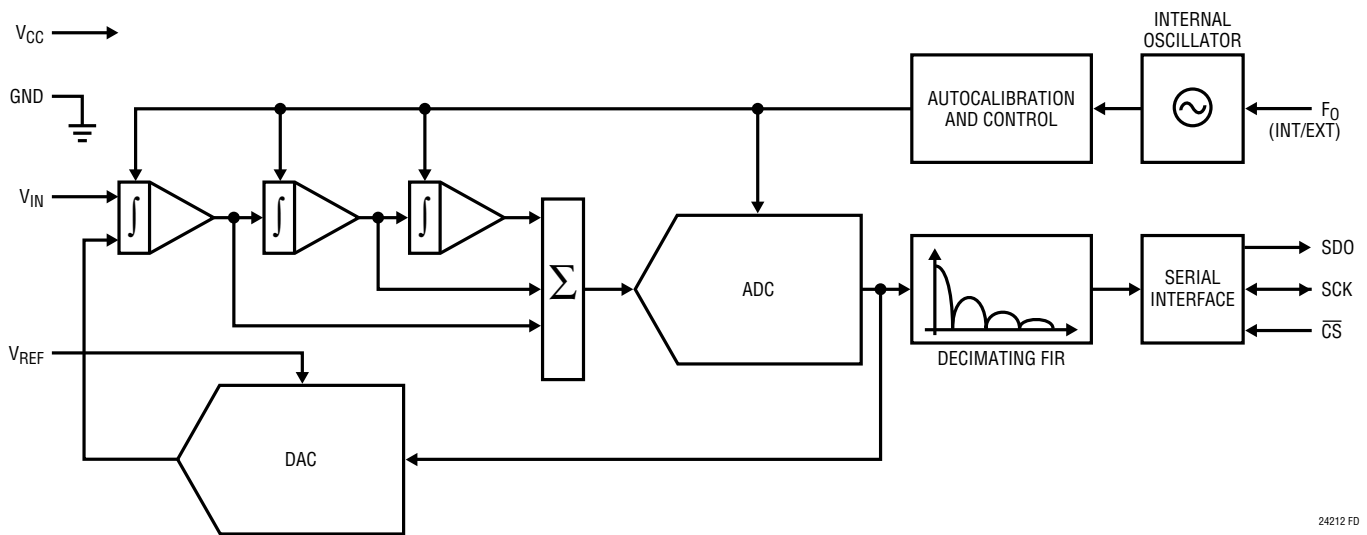 V_CC
GND
INTERNAL
OSCILLATOR
AUTOCALIBRATION
AND CONTROL
F_O
(INT/EXT)
V_IN
∫
∫
∫
Σ
ADC
SDO
SERIAL
INTERFACE
SCK
C̅S̅
DECIMATING FIR
V_REF
DAC
24212 FD